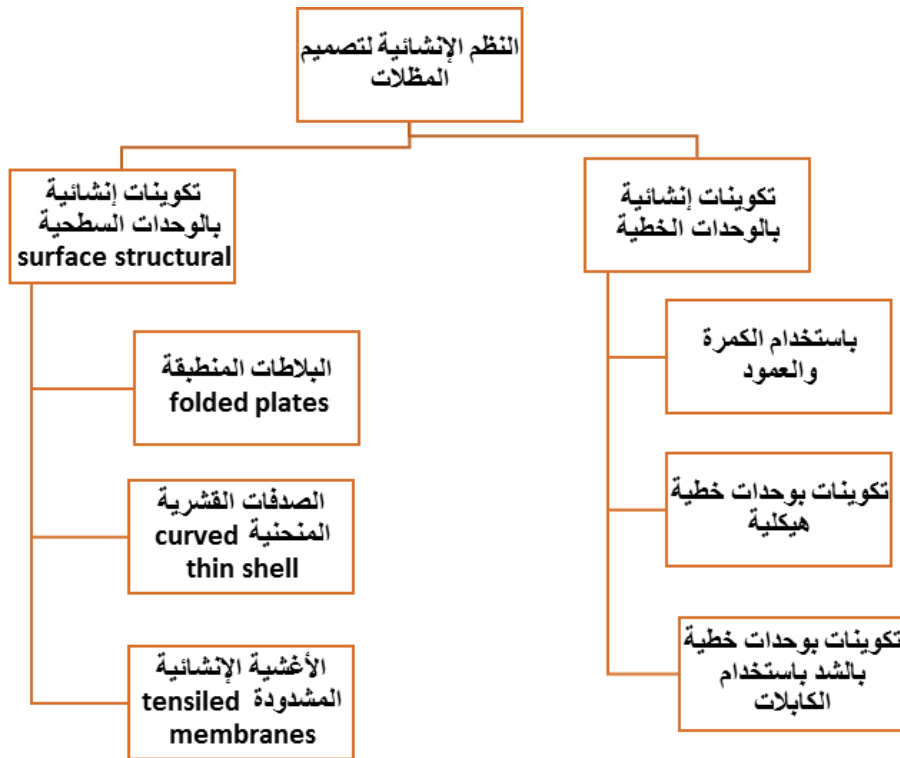 النظم الإنشائية لتصميم
المظلات
تكوينات إنشائية
بالوحدات الخطية
باستخدام الكمرة
والعمود
تكوينات بوحدات خطية
هيكلية
تكوينات بوحدات خطية
بالشد باستخدام
الكابلات
تكوينات إنشائية
بالوحدات السطحية
surface structural
البلاطات المنطبقة
folded plates
الصدفات القشرية
المنحنية curved
thin shell
الأغشية الإنشائية
المشدودة tensiled
membranes